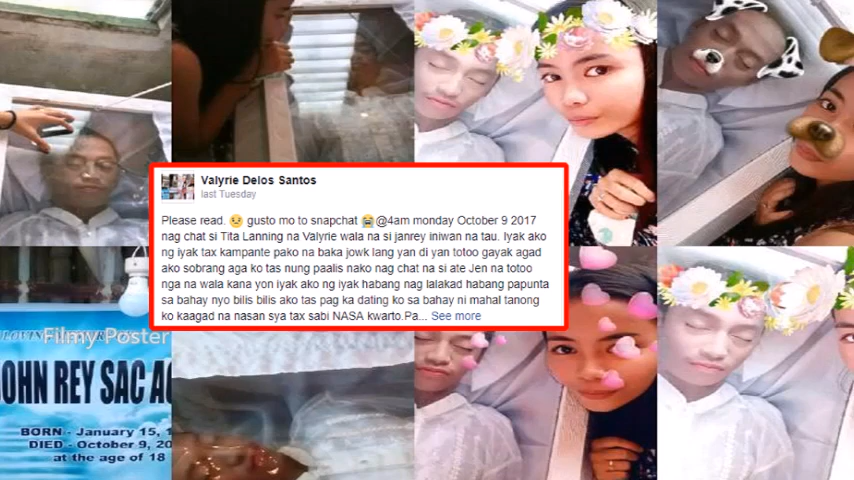 Valyrie Delos Santos
last Tuesday
Please read. 😥 gusto mo to snapchat 😭@4am monday October 9 2017
nag chat si Tita Lanning na Valyrie wala na si janrey iniwan na tau. Iyak ako
ng iyak tax kampante pako na baka jowk lang yan di yan totoo gayak agad
ako sobrang aga ko tas nung paalis nako nag chat na si ate Jen na totoo
nga na wala kana yon iyak ako ng iyak habang nag lalakad habang papunta
sa bahay nyo bilis bilis ako tas pag ka dating ko sa bahay ni mahal tanong
ko kaagad na nasan sya tax sabi NASA kwarto.Pa... See more
Filmy Poster
OHN REY SAC AC
BORN - January 15, 1
DIED - October 9, 20
at the age of 18